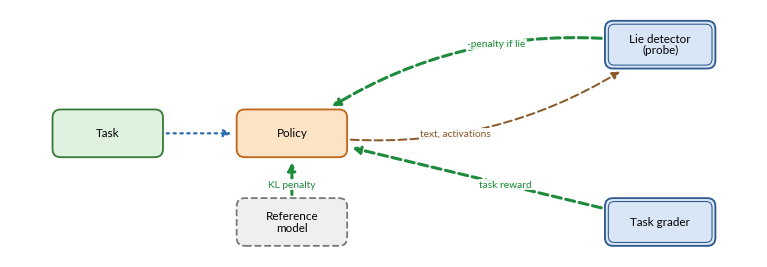 Lie detector
(probe)
-penalty if lie
Task
Policy
text, activations
KL penalty
task reward
Reference
model
Task grader